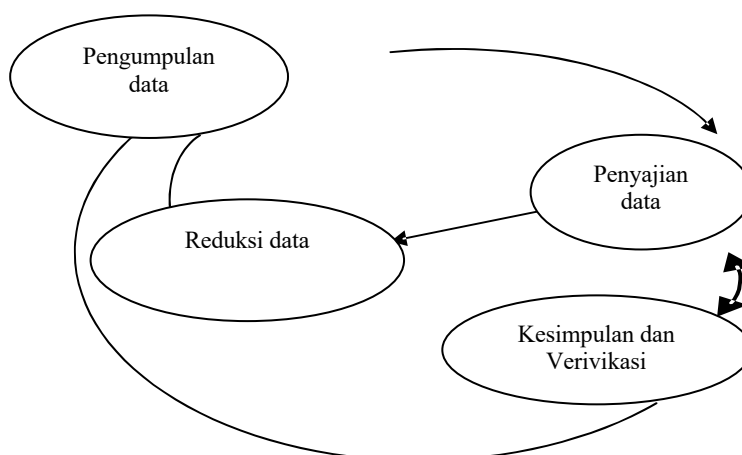 Pengumpulan
data
Penyajian
data
Reduksi data
Kesimpulan dan
Verivikasi